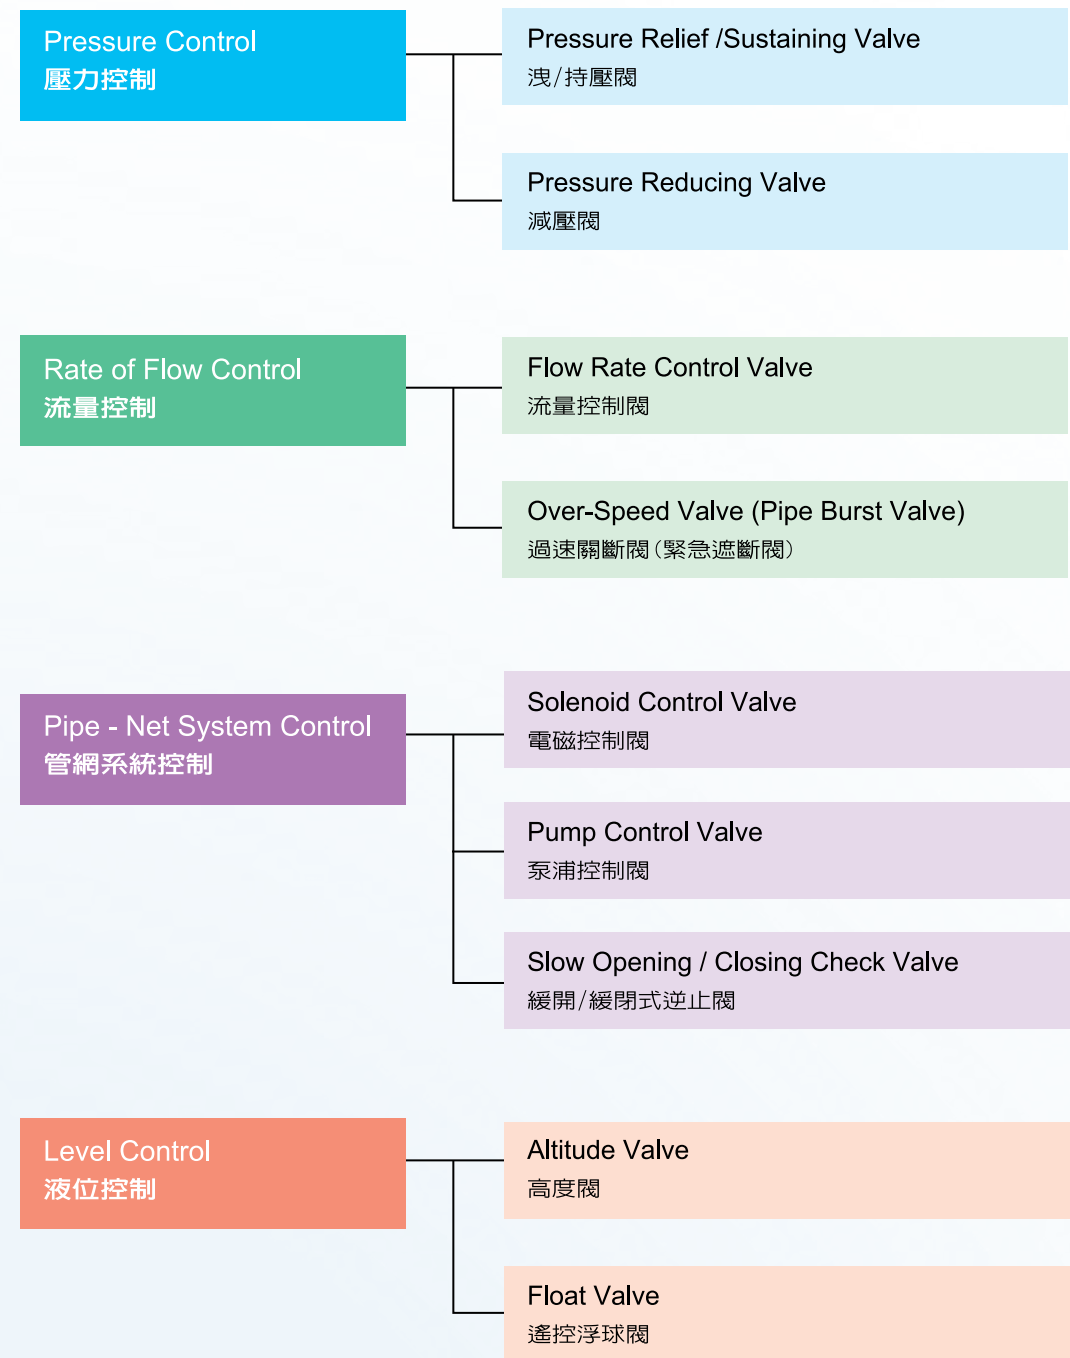 Pressure Control
壓力控制
Pressure Relief /Sustaining Valve
洩/持壓閥
Pressure Reducing Valve
減壓閥
Rate of Flow Control
流量控制
Flow Rate Control Valve
流量控制閥
Over-Speed Valve (Pipe Burst Valve)
過速關斷閥(緊急遮斷閥)
Pipe - Net System Control
管網系統控制
Solenoid Control Valve
電磁控制閥
Pump Control Valve
泵浦控制閥
Slow Opening / Closing Check Valve
緩開/緩閉式逆止閥
Level Control
液位控制
Altitude Valve
高度閥
Float Valve
遙控浮球閥